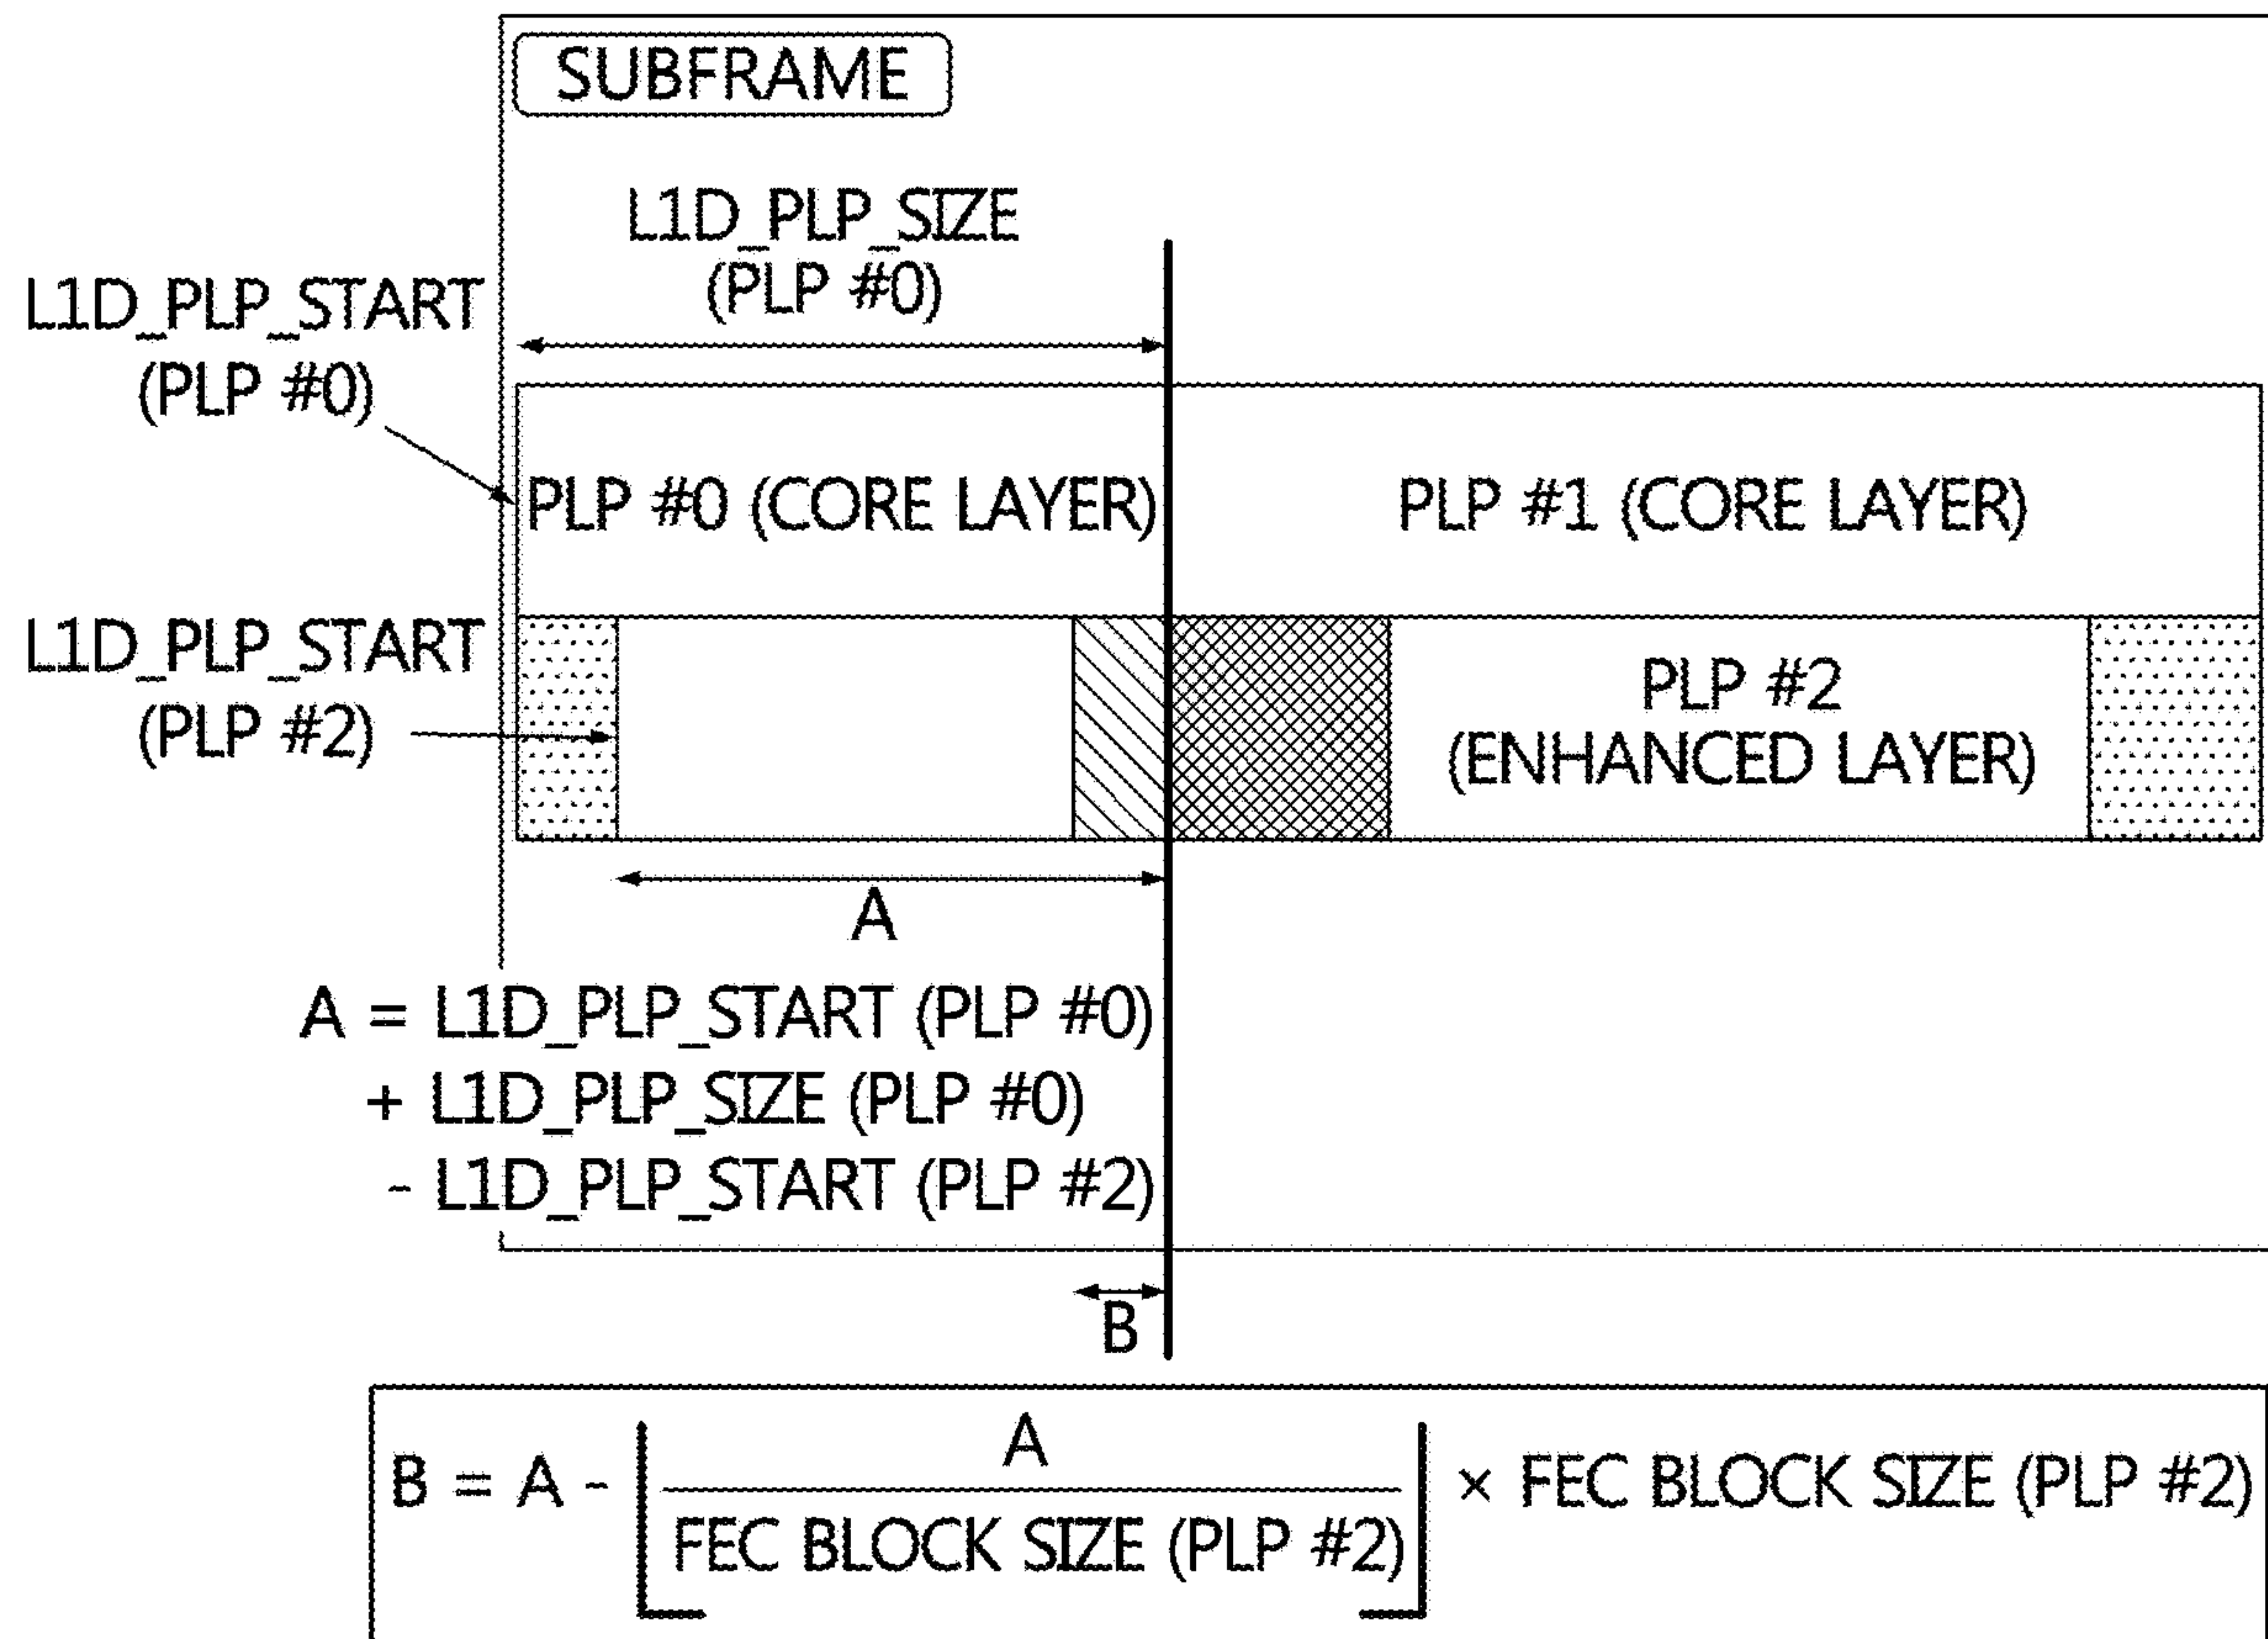 SUBFRAME
L1D_PLP_SIZE
(PLP #0)
L1D_PLP_START
(PLP #0)
PLP #0 (CORE LAYER)
PLP #1 (CORE LAYER)
L1D_PLP_START
(PLP #2)
PLP #2
(ENHANCED LAYER)
A
A = L1D_PLP_START (PLP #0)
+ L1D_PLP_SIZE (PLP #0)
- L1D_PLP_START (PLP #2)
B
B = A - ⌊ A / FEC BLOCK SIZE (PLP #2) ⌋ × FEC BLOCK SIZE (PLP #2)